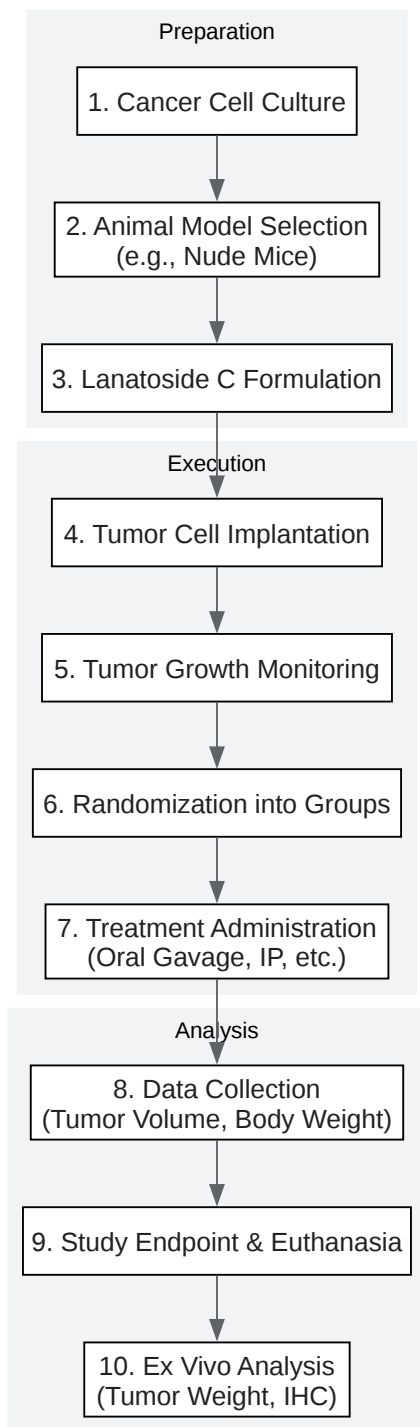 Preparation
1. Cancer Cell Culture
2. Animal Model Selection
(e.g., Nude Mice)
3. Lanatoside C Formulation
Execution
4. Tumor Cell Implantation
5. Tumor Growth Monitoring
6. Randomization into Groups
7. Treatment Administration
(Oral Gavage, IP, etc.)
Analysis
8. Data Collection
(Tumor Volume, Body Weight)
9. Study Endpoint & Euthanasia
10. Ex Vivo Analysis
(Tumor Weight, IHC)